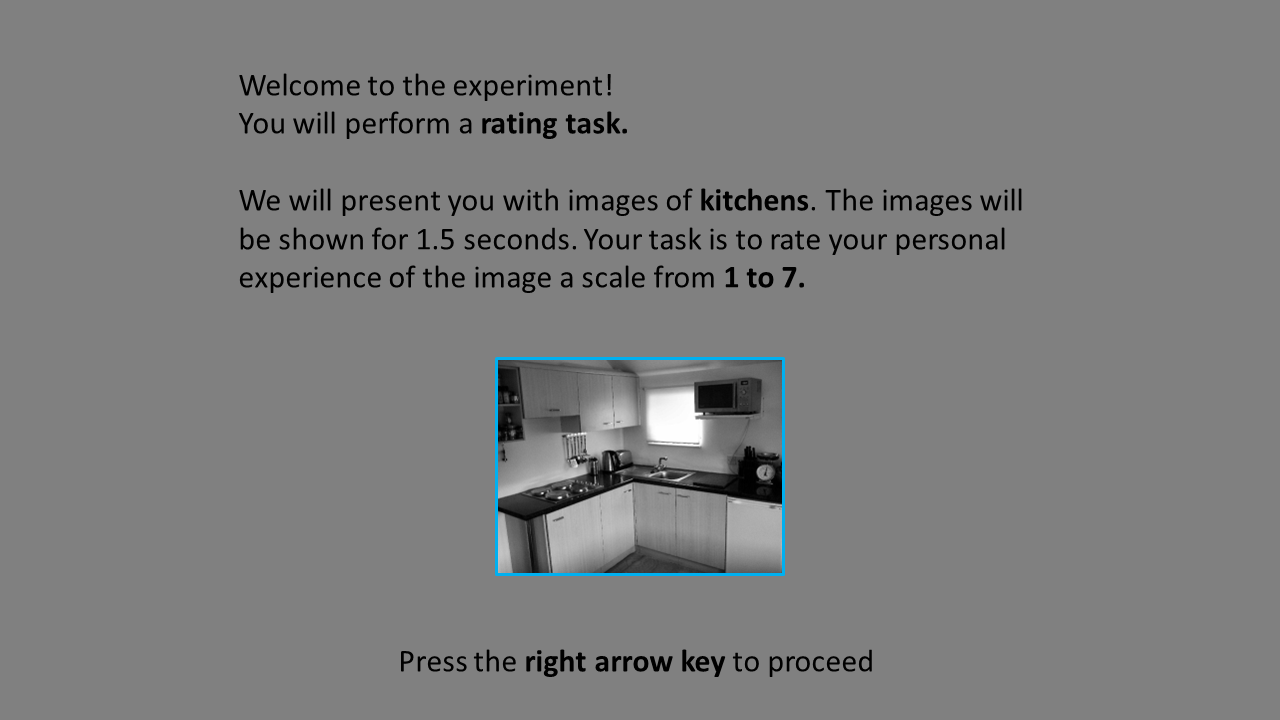 Welcome to the experiment!
You will perform a rating task.
We will present you with images of kitchens. The images will
be shown for 1.5 seconds. Your task is to rate your personal
experience of the image a scale from 1 to 7.
Press the right arrow key to proceed